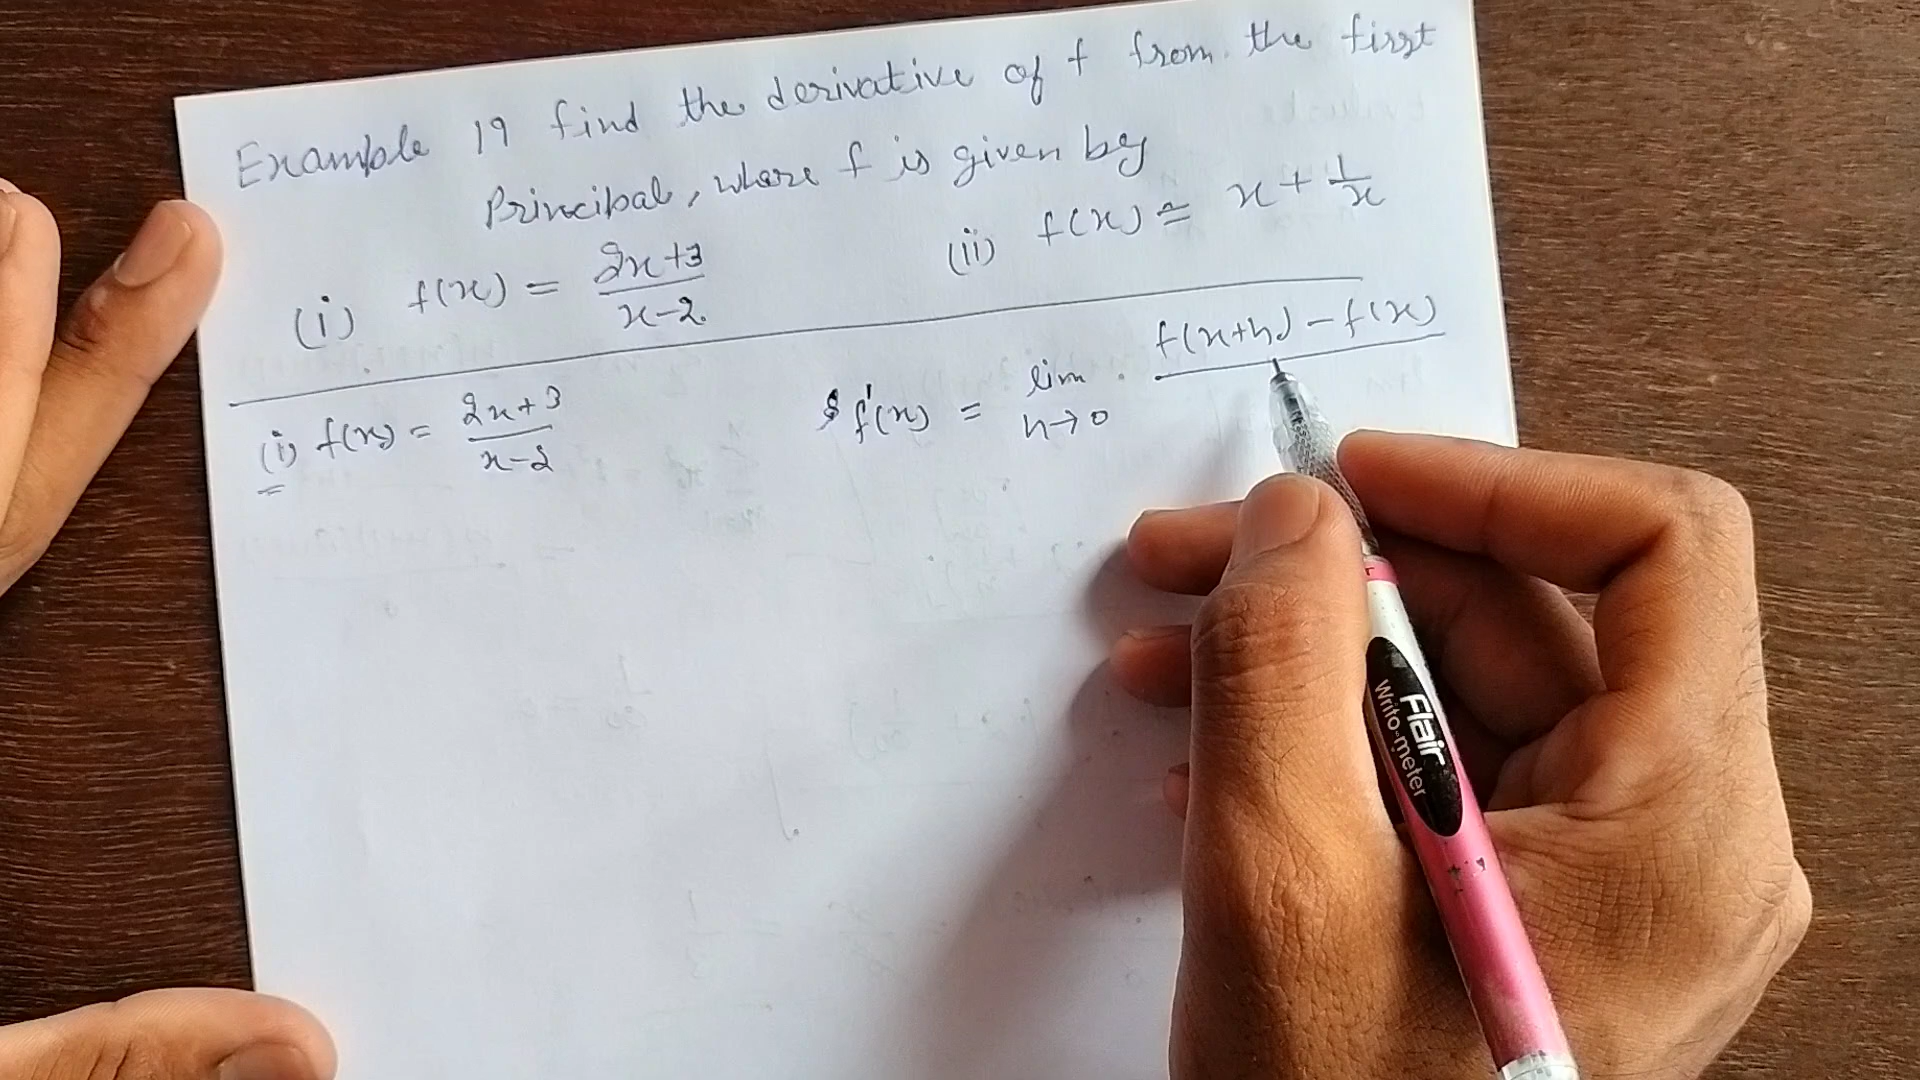 Example 19 find the derivative of f from the first
Principal, where f is given by
(i) f(x) = 2x+3 / x-2. (ii) f(x) = x + 1/x
(i) f(x) = 2x+3 / x-2 f'(x) = lim h→0 f(x+h) - f(x)
Flair
Writo-meter